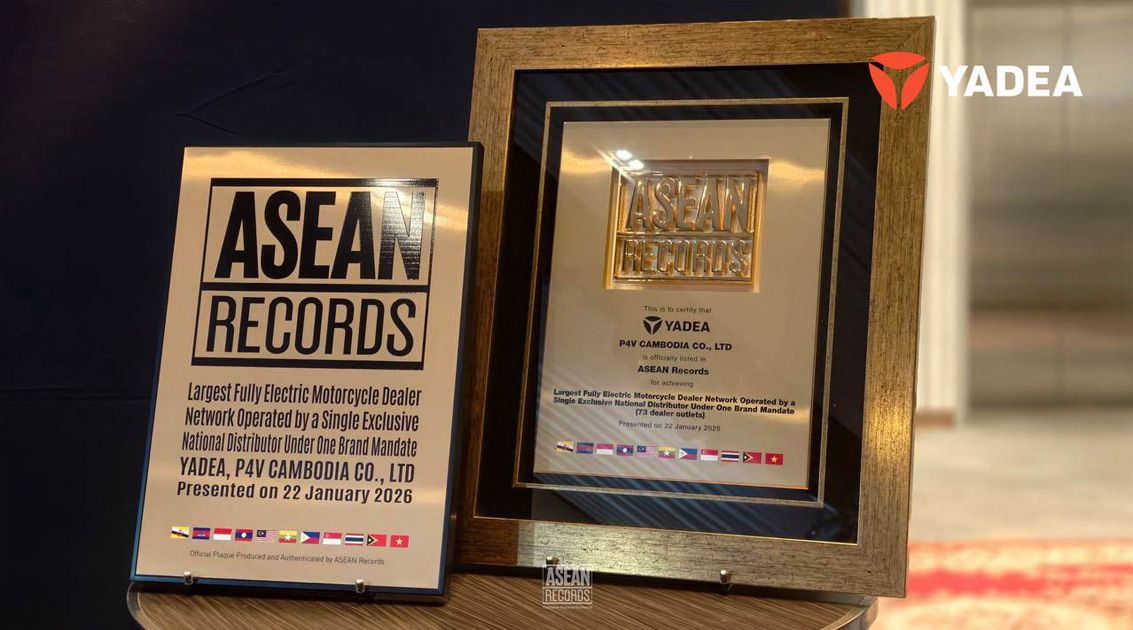 YADEA
ASEAN
RECORDS
Largest Fully Electric Motorcycle Dealer
Network Operated by a Single Exclusive
National Distributor Under One Brand Mandate
YADEA, P4V CAMBODIA CO., LTD
Presented on 22 January 2026
Official Plaque Produced and Authenticated by ASEAN Records
ASEAN
RECORDS
This is to certify that
YADEA
P4V CAMBODIA CO., LTD
is officially listed in
ASEAN Records
for achieving
Largest Fully Electric Motorcycle Dealer Network Operated by a
Single Exclusive National Distributor Under One Brand Mandate
(73 dealer outlets)
Presented on 22 January 2026
ASEAN
RECORDS